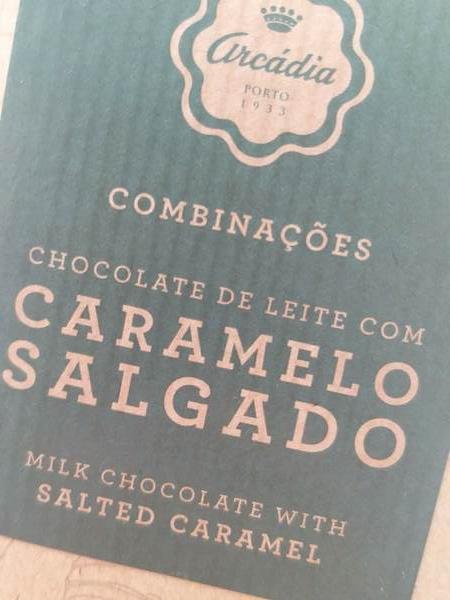 Arcádia
PORTO
1933
COMBINAÇÕES
CHOCOLATE DE LEITE COM
CARAMELO
SALGADO
MILK CHOCOLATE WITH
SALTED CARAMEL